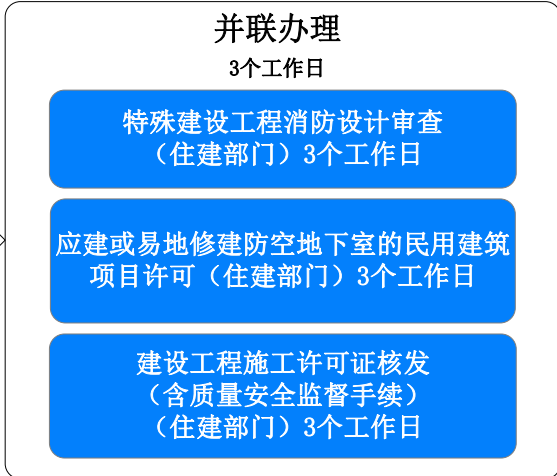 并联办理
3个工作日
特殊建设工程消防设计审查
（住建部门）3个工作日
应建或易地修建防空地下室的民用建筑
项目许可（住建部门）3个工作日
建设工程施工许可证核发
（含质量安全监督手续）
（住建部门）3个工作日